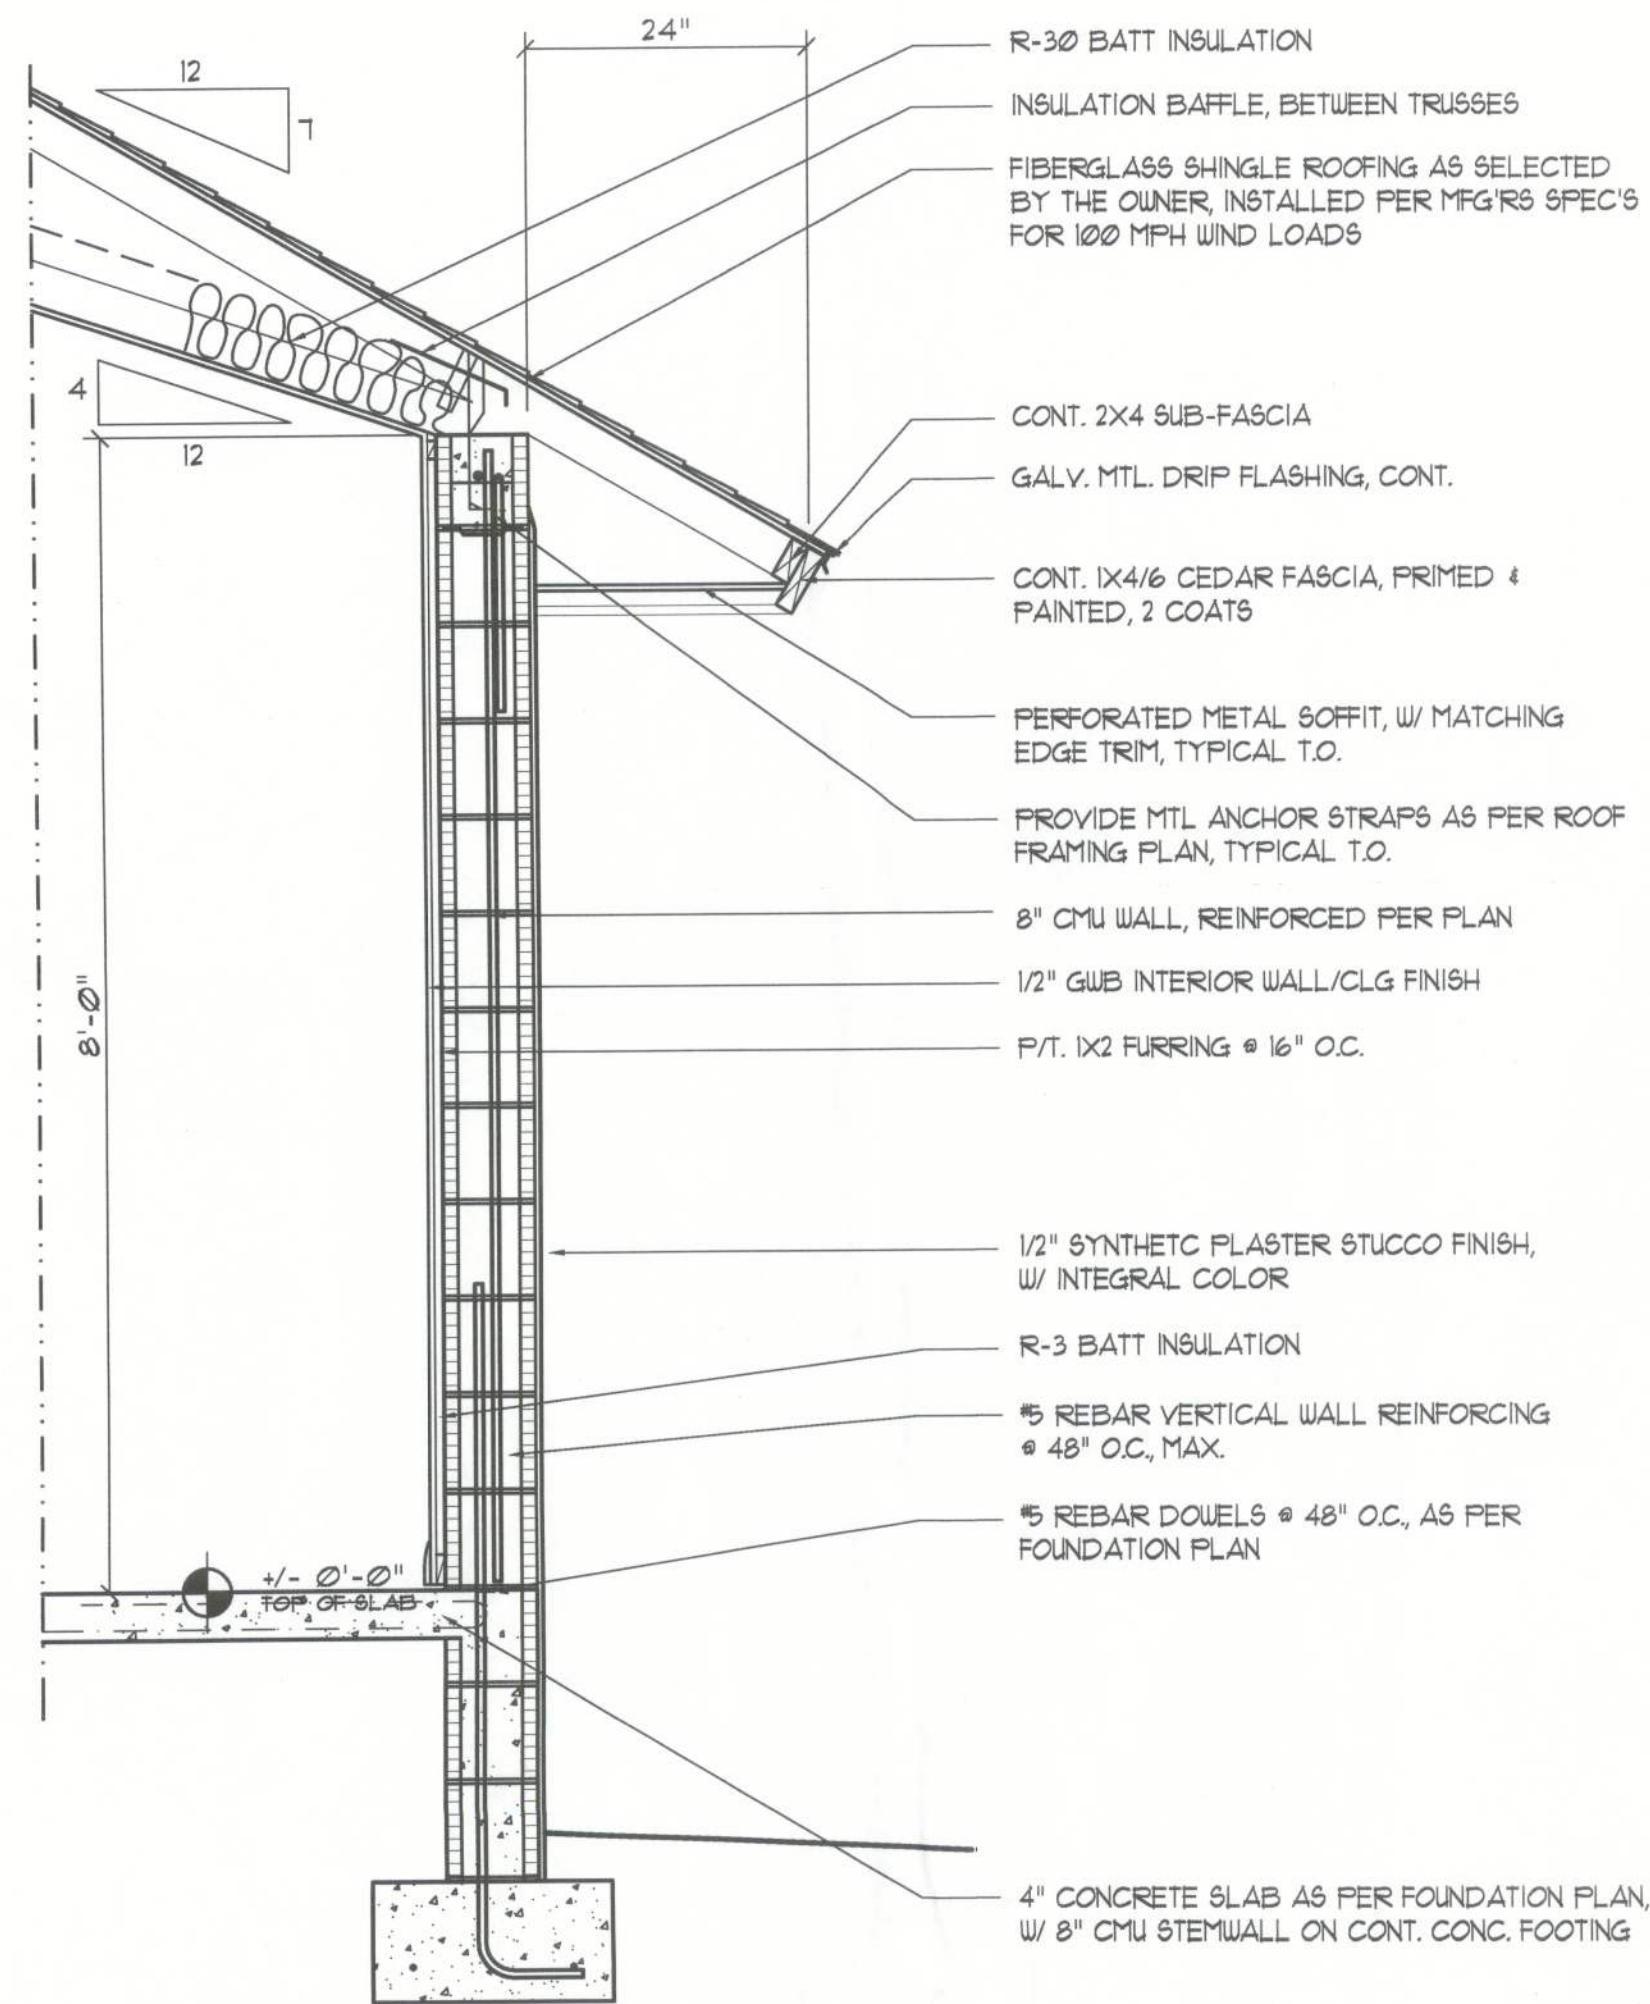 24"
12
7
R-30 BATT INSULATION
INSULATION BAFFLE, BETWEEN TRUSSES
FIBERGLASS SHINGLE ROOFING AS SELECTED
BY THE OWNER, INSTALLED PER MFG'RS SPEC'S
FOR 100 MPH WIND LOADS
4
12
CONT. 2X4 SUB-FASCIA
GALV. MTL. DRIP FLASHING, CONT.
CONT. 1X4/6 CEDAR FASCIA, PRIMED &
PAINTED, 2 COATS
PERFORATED METAL SOFFIT, W/ MATCHING
EDGE TRIM, TYPICAL T.O.
PROVIDE MTL ANCHOR STRAPS AS PER ROOF
FRAMING PLAN, TYPICAL T.O.
8" CMU WALL, REINFORCED PER PLAN
1/2" GWB INTERIOR WALL/CLG FINISH
8'-0"
P/T. 1X2 FURRING @ 16" O.C.
1/2" SYNTHETC PLASTER STUCCO FINISH,
W/ INTEGRAL COLOR
R-3 BATT INSULATION
#5 REBAR VERTICAL WALL REINFORCING
@ 48" O.C., MAX.
#5 REBAR DOWELS @ 48" O.C., AS PER
FOUNDATION PLAN
+/- 0'-0"
TOP OF SLAB
4" CONCRETE SLAB AS PER FOUNDATION PLAN,
W/ 8" CMU STEMWALL ON CONT. CONC. FOOTING